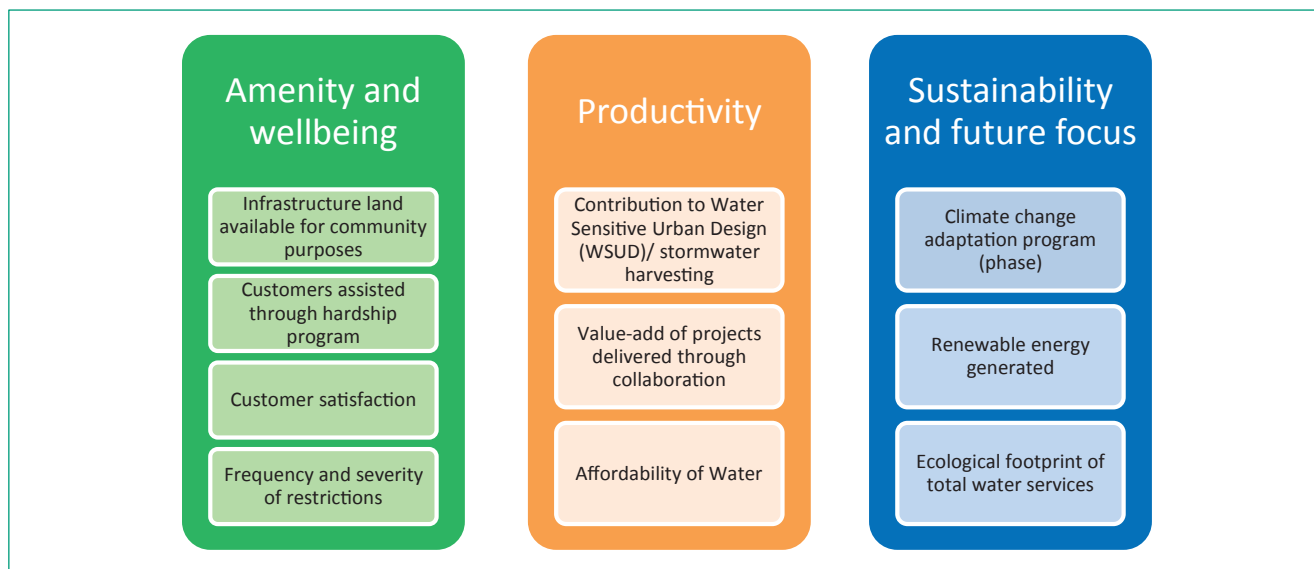 Amenity and
wellbeing
Infrastructure land
available for community
purposes
Customers assisted
through hardship
program
Customer satisfaction
Frequency and severity
of restrictions
Productivity
Contribution to Water
Sensitive Urban Design
(WSUD)/ stormwater
harvesting
Value-add of projects
delivered through
collaboration
Affordability of Water
Sustainability
and future focus
Climate change
adaptation program
(phase)
Renewable energy
generated
Ecological footprint of
total water services